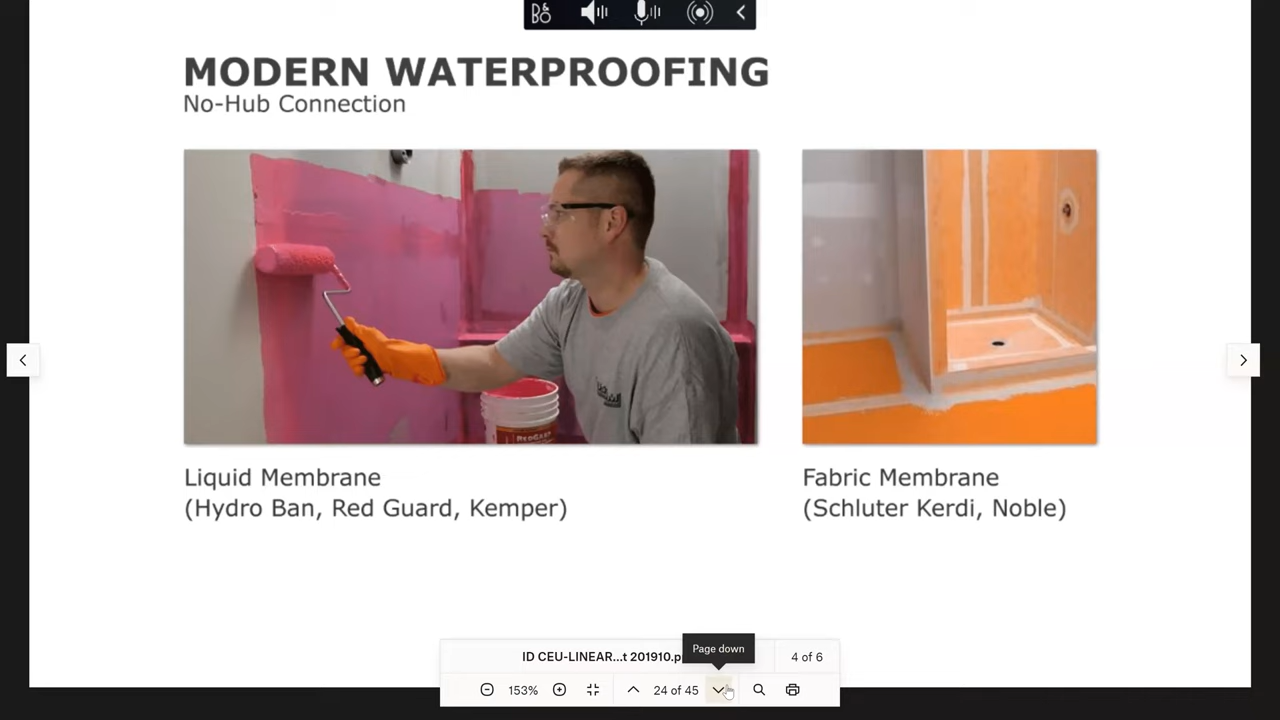 B&O
MODERN WATERPROOFING
No-Hub Connection
REDGARD
Liquid Membrane
(Hydro Ban, Red Guard, Kemper)
Fabric Membrane
(Schluter Kerdi, Noble)
Page down
ID CEU-LINEAR...t 201910.p
4 of 6
153%
24 of 45